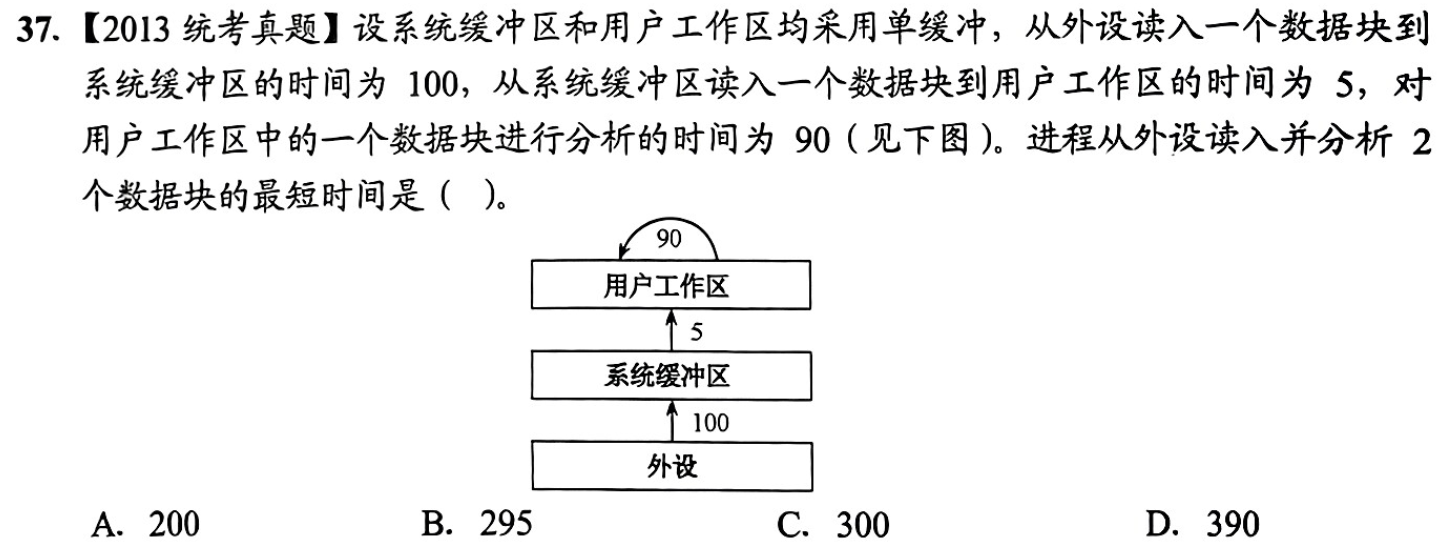 37.【2013 统考真题】设系统缓冲区和用户工作区均采用单缓冲，从外设读入一个数据块到
系统缓冲区的时间为 100，从系统缓冲区读入一个数据块到用户工作区的时间为 5，对
用户工作区中的一个数据块进行分析的时间为 90（见下图）。进程从外设读入并分析 2
个数据块的最短时间是（ ）。
90
用户工作区
5
系统缓冲区
100
外设
A. 200 B. 295 C. 300 D. 390